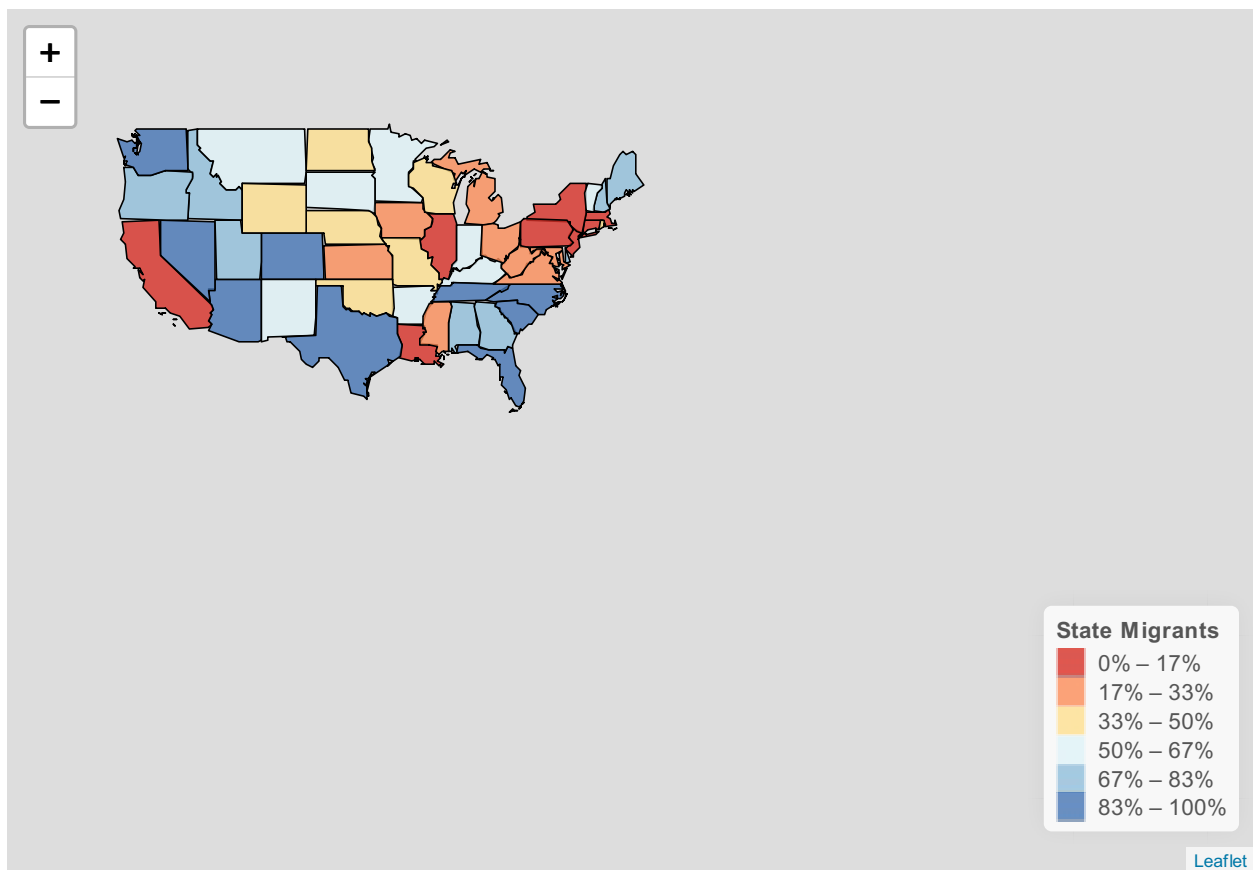 +
−
State Migrants
0% – 17%
17% – 33%
33% – 50%
50% – 67%
67% – 83%
83% – 100%
Leaflet